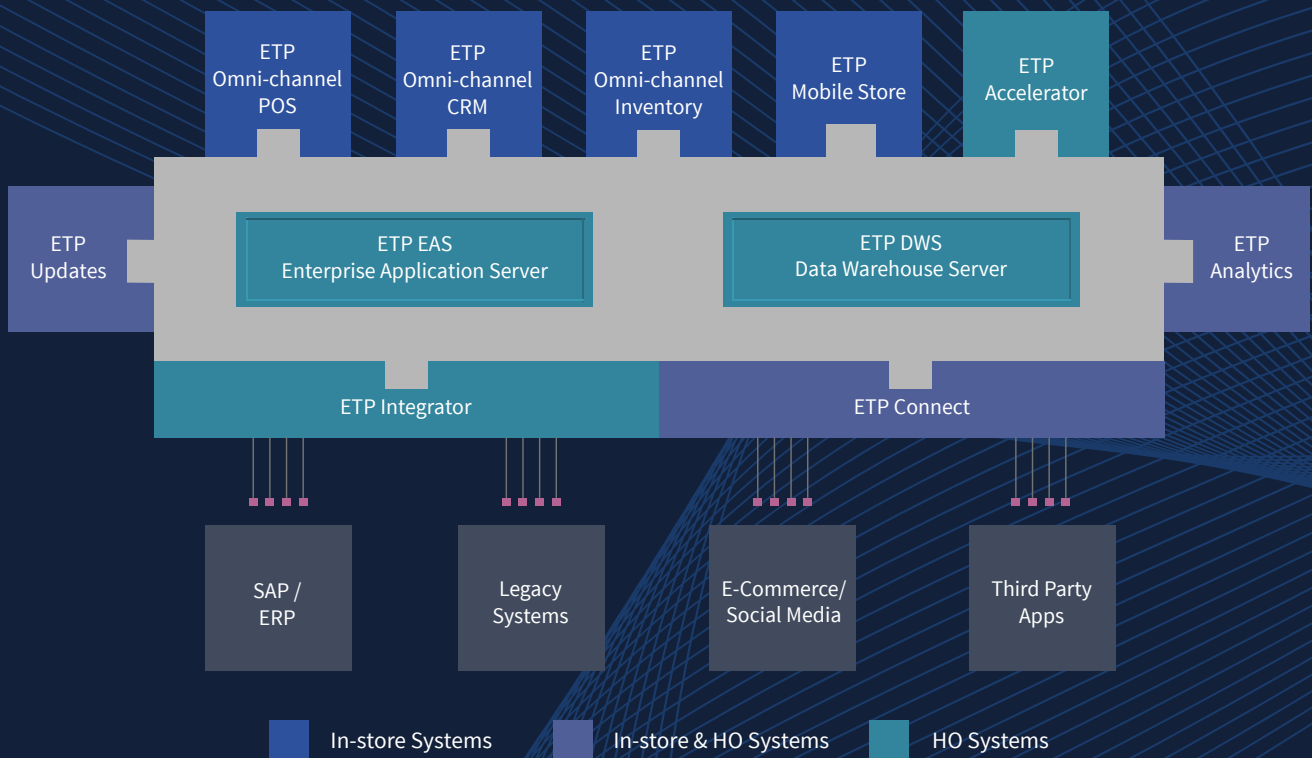 ETP
Omni-channel
POS
ETP
Omni-channel
CRM
ETP
Omni-channel
Inventory
ETP
Mobile Store
ETP
Accelerator
ETP
Updates
ETP EAS
Enterprise Application Server
ETP DWS
Data Warehouse Server
ETP
Analytics
ETP Integrator
ETP Connect
SAP /
ERP
Legacy
Systems
E-Commerce/
Social Media
Third Party
Apps
In-store Systems
In-store & HO Systems
HO Systems